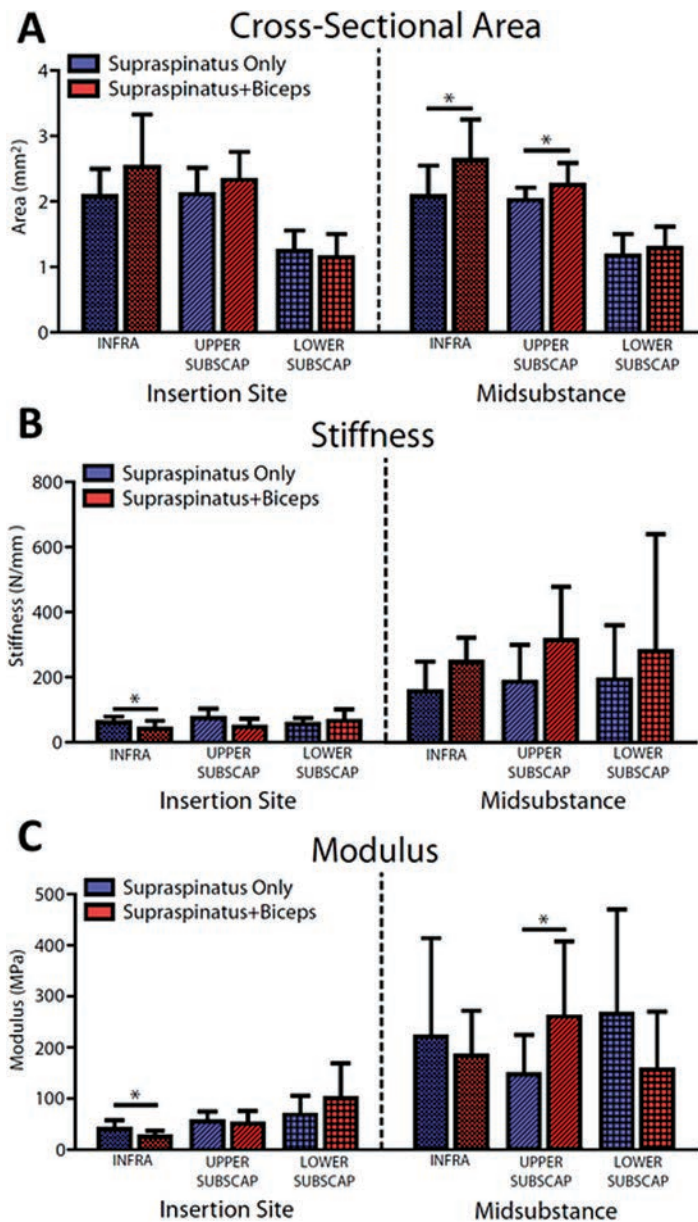 A
Cross-Sectional Area
Supraspinatus Only
Supraspinatus+Biceps
Area (mm²)
4
3
2
1
0
*
*
INFRA
UPPER
SUBSCAP
LOWER
SUBSCAP
INFRA
UPPER
SUBSCAP
LOWER
SUBSCAP
Insertion Site
Midsubstance
B
Stiffness
Supraspinatus Only
Supraspinatus+Biceps
Stiffness (N/mm )
800
600
400
200
0
*
INFRA
UPPER
SUBSCAP
LOWER
SUBSCAP
INFRA
UPPER
SUBSCAP
LOWER
SUBSCAP
Insertion Site
Midsubstance
C
Modulus
Supraspinatus Only
Supraspinatus+Biceps
Modulus (MPa)
500
400
300
200
100
0
*
*
INFRA
UPPER
SUBSCAP
LOWER
SUBSCAP
INFRA
UPPER
SUBSCAP
LOWER
SUBSCAP
Insertion Site
Midsubstance